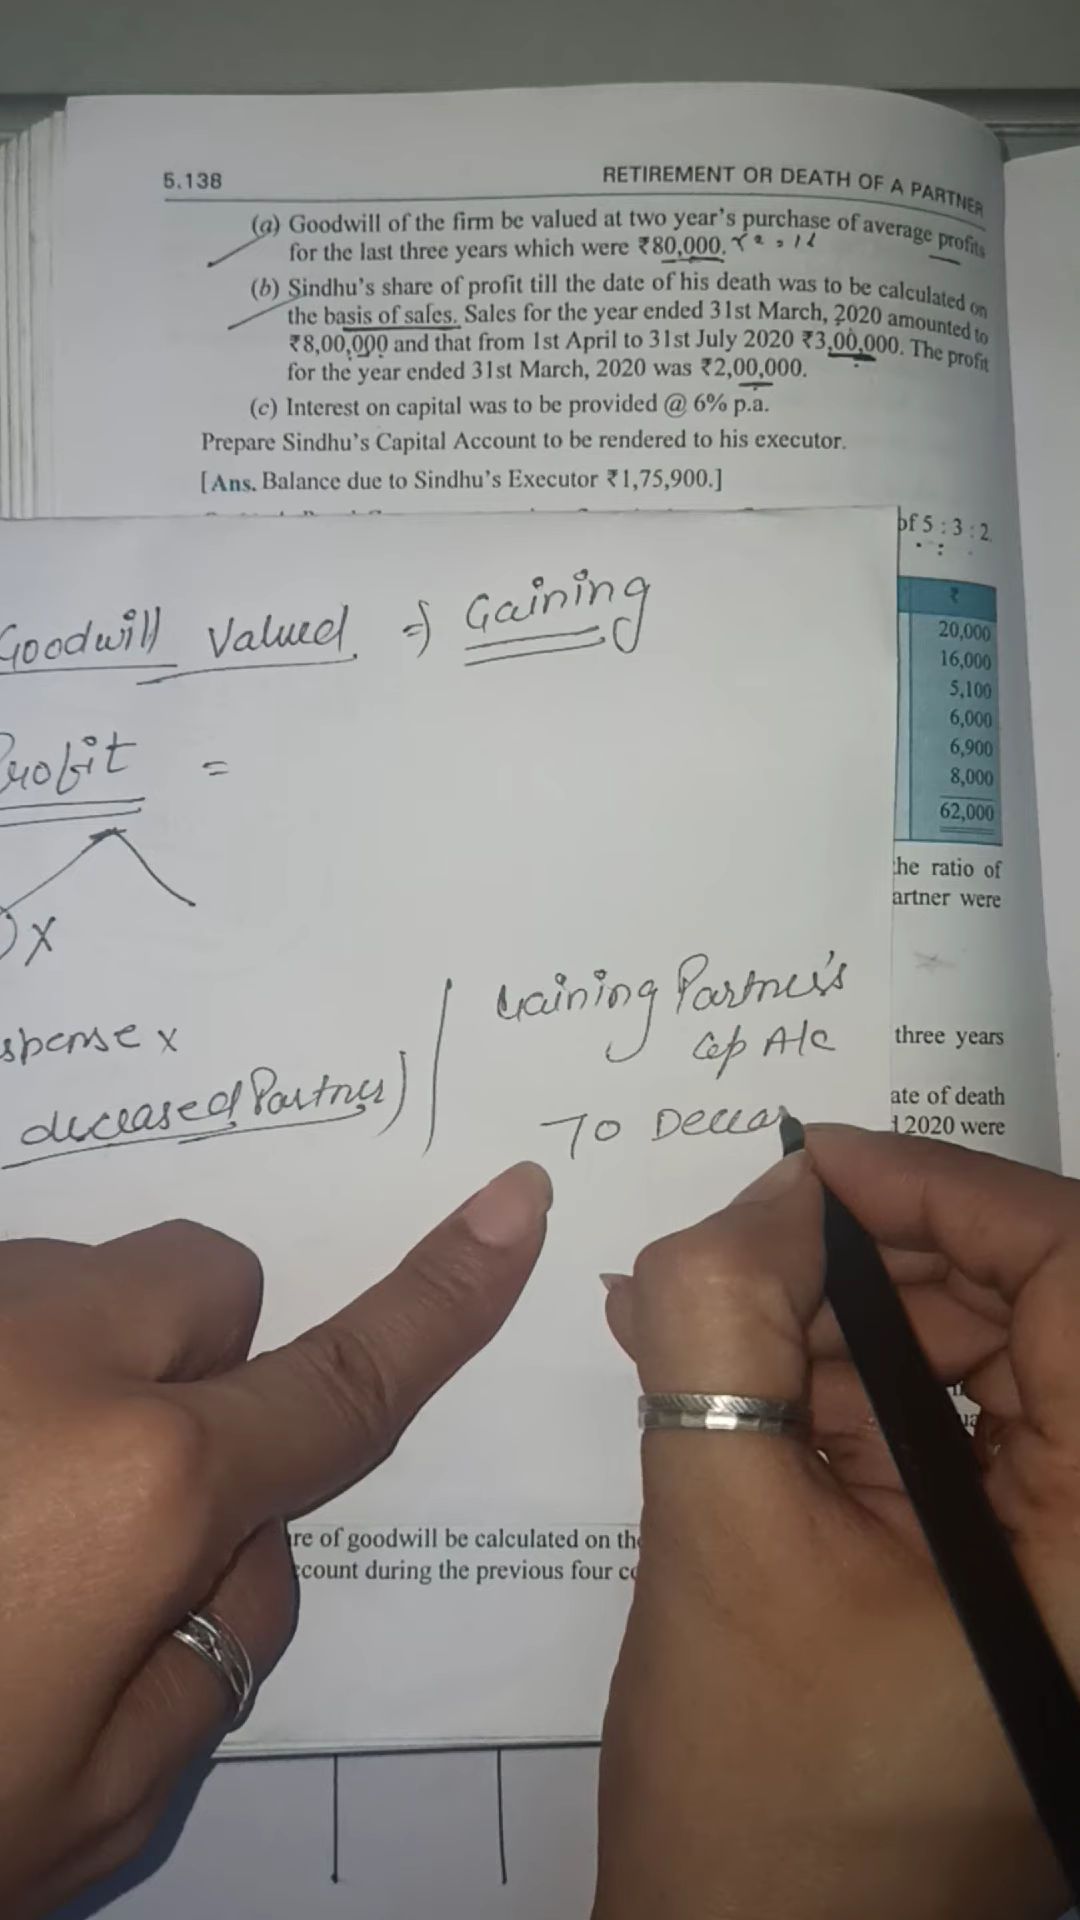 5.138
RETIREMENT OR DEATH OF A PARTNER
(a) Goodwill of the firm be valued at two year's purchase of average profits
for the last three years which were ₹80,000.
(b) Sindhu's share of profit till the date of his death was to be calculated on
the basis of sales. Sales for the year ended 31st March, 2020 amounted to
₹8,00,000 and that from 1st April to 31st July 2020 ₹3,00,000. The profit
for the year ended 31st March, 2020 was ₹2,00,000.
(c) Interest on capital was to be provided @ 6% p.a.
Prepare Sindhu's Capital Account to be rendered to his executor.
[Ans. Balance due to Sindhu's Executor ₹1,75,900.]
of 5 : 3 : 2.
₹
20,000
16,000
5,100
6,000
6,900
8,000
62,000
he ratio of
artner were
three years
ate of death
2020 were
Goodwill Valued ⇒ Gaining
Profit =
X
spense x
deceased Partner)
Gaining Partner's
Cap A/c
To Deceas
re of goodwill be calculated on the
count during the previous four